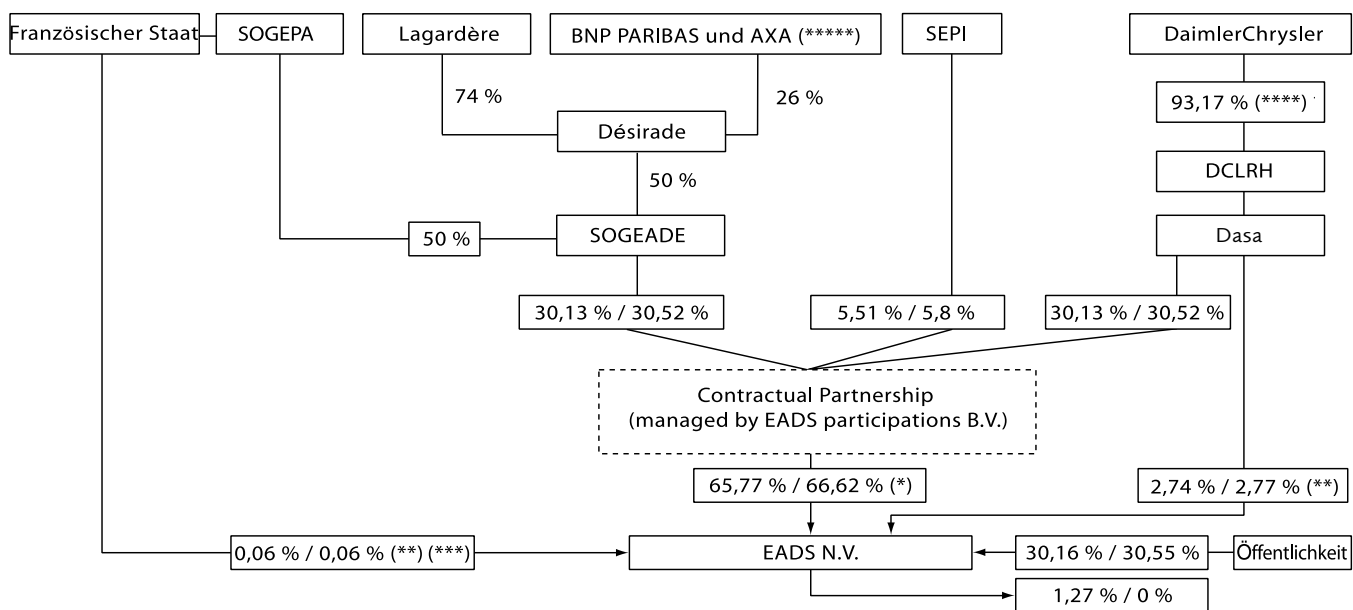 Französischer Staat
SOGEPA
Lagardère
BNP PARIBAS und AXA (*****)
SEPI
DaimlerChrysler
74 %
26 %
93,17 % (****)
Désirade
DCLRH
50 %
50 %
SOGEADE
Dasa
30,13 % / 30,52 %
5,51 % / 5,8 %
30,13 % / 30,52 %
Contractual Partnership
(managed by EADS participations B.V.)
65,77 % / 66,62 % (*)
2,74 % / 2,77 % (**)
0,06 % / 0,06 % (**) (***)
EADS N.V.
30,16 % / 30,55 %
Öffentlichkeit
1,27 % / 0 %